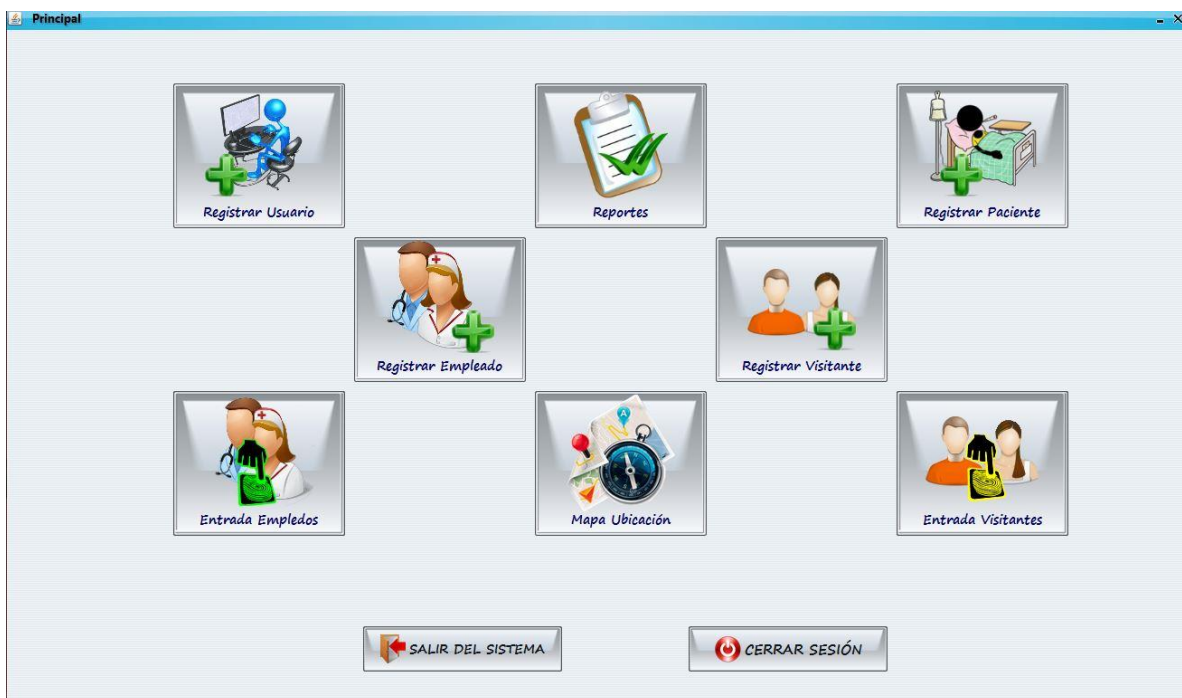 Principal
Registrar Usuario
Reportes
Registrar Paciente
Registrar Empleado
Registrar Visitante
Entrada Empledos
Mapa Ubicación
Entrada Visitantes
SALIR DEL SISTEMA
CERRAR SESIÓN